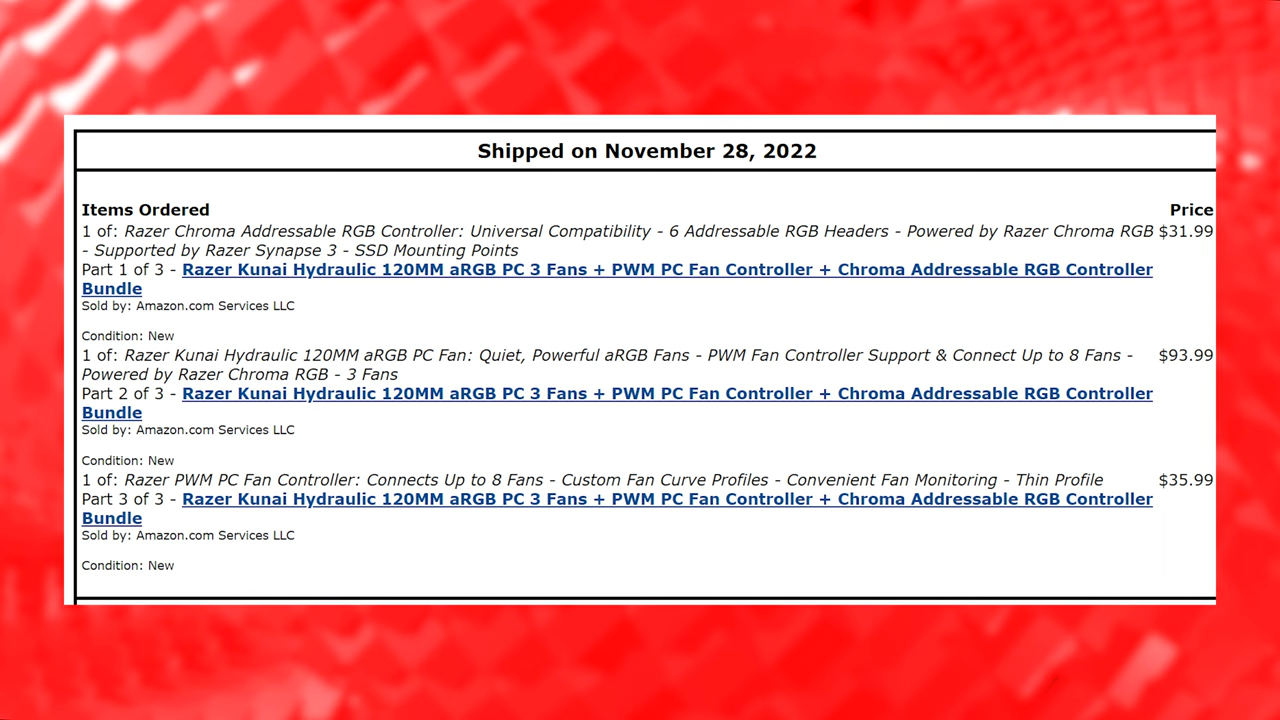 Shipped on November 28, 2022
Items Ordered Price
1 of: Razer Chroma Addressable RGB Controller: Universal Compatibility - 6 Addressable RGB Headers - Powered by Razer Chroma RGB $31.99
- Supported by Razer Synapse 3 - SSD Mounting Points
Part 1 of 3 - Razer Kunai Hydraulic 120MM aRGB PC 3 Fans + PWM PC Fan Controller + Chroma Addressable RGB Controller
Bundle
Sold by: Amazon.com Services LLC
Condition: New
1 of: Razer Kunai Hydraulic 120MM aRGB PC Fan: Quiet, Powerful aRGB Fans - PWM Fan Controller Support & Connect Up to 8 Fans - $93.99
Powered by Razer Chroma RGB - 3 Fans
Part 2 of 3 - Razer Kunai Hydraulic 120MM aRGB PC 3 Fans + PWM PC Fan Controller + Chroma Addressable RGB Controller
Bundle
Sold by: Amazon.com Services LLC
Condition: New
1 of: Razer PWM PC Fan Controller: Connects Up to 8 Fans - Custom Fan Curve Profiles - Convenient Fan Monitoring - Thin Profile $35.99
Part 3 of 3 - Razer Kunai Hydraulic 120MM aRGB PC 3 Fans + PWM PC Fan Controller + Chroma Addressable RGB Controller
Bundle
Sold by: Amazon.com Services LLC
Condition: New